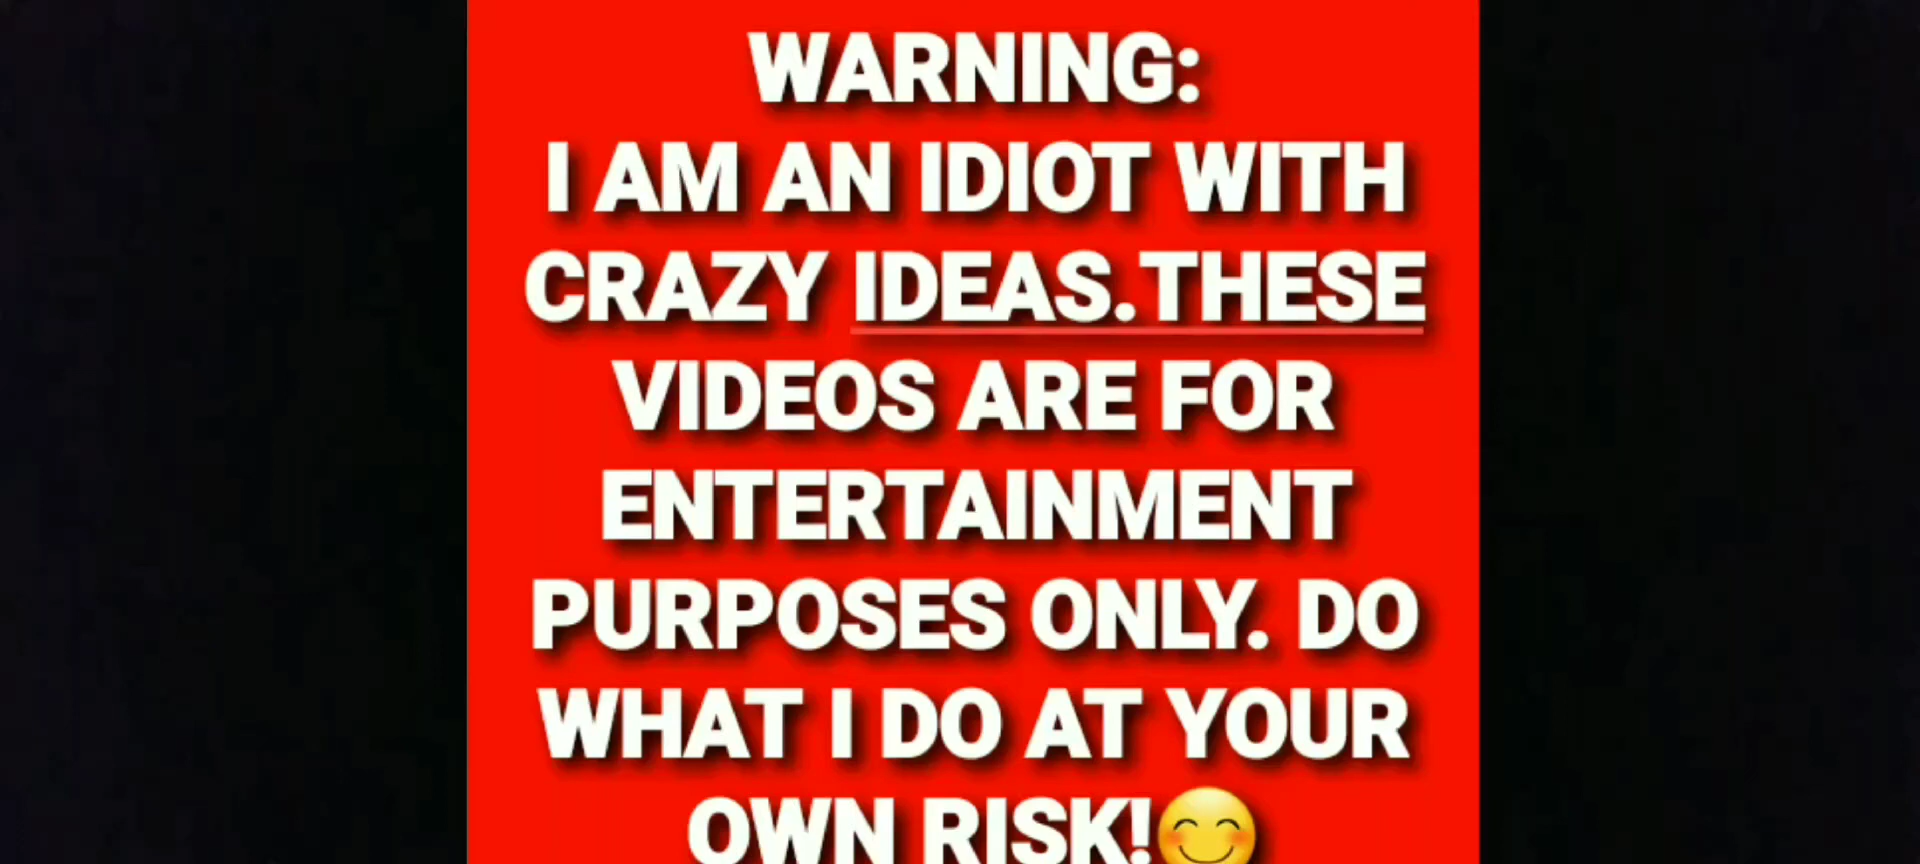 WARNING:
I AM AN IDIOT WITH
CRAZY IDEAS.THESE
VIDEOS ARE FOR
ENTERTAINMENT
PURPOSES ONLY. DO
WHAT I DO AT YOUR
OWN RISK!😊